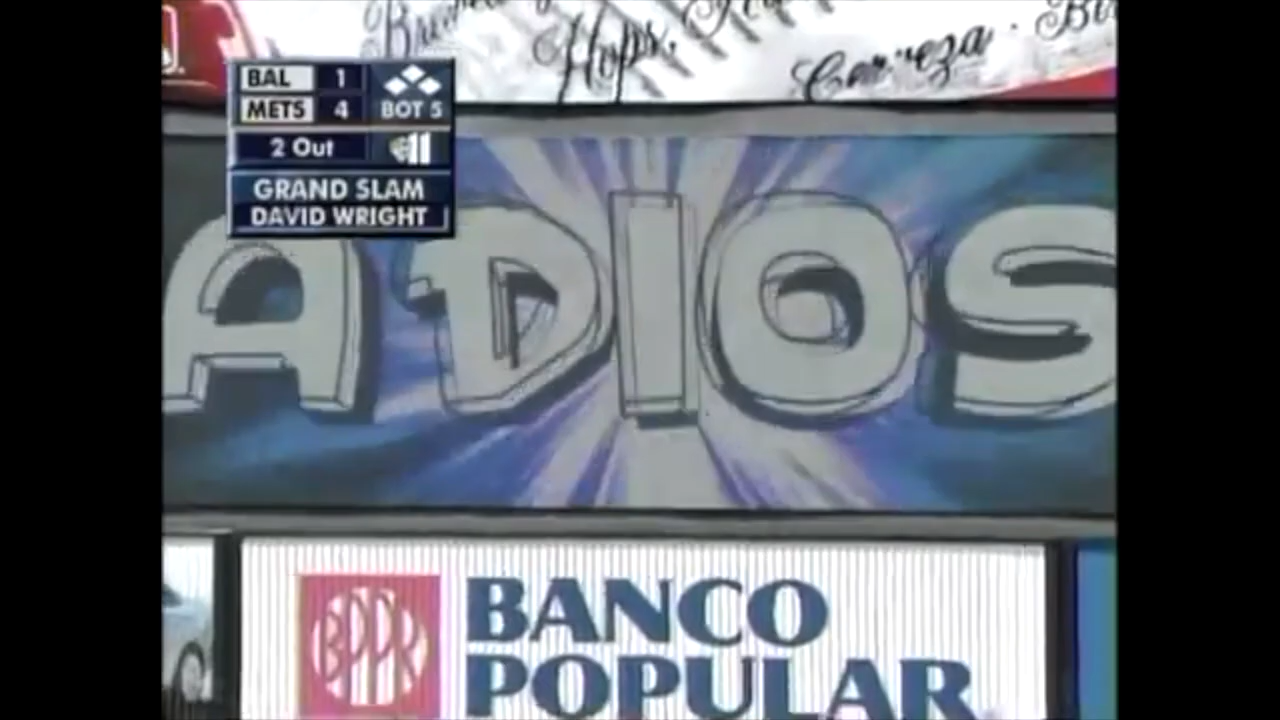 Hops,
Cerveza
BAL 1
METS 4 BOT 5
2 Out
GRAND SLAM
DAVID WRIGHT
ADIOS
BPPR
BANCO
POPULAR